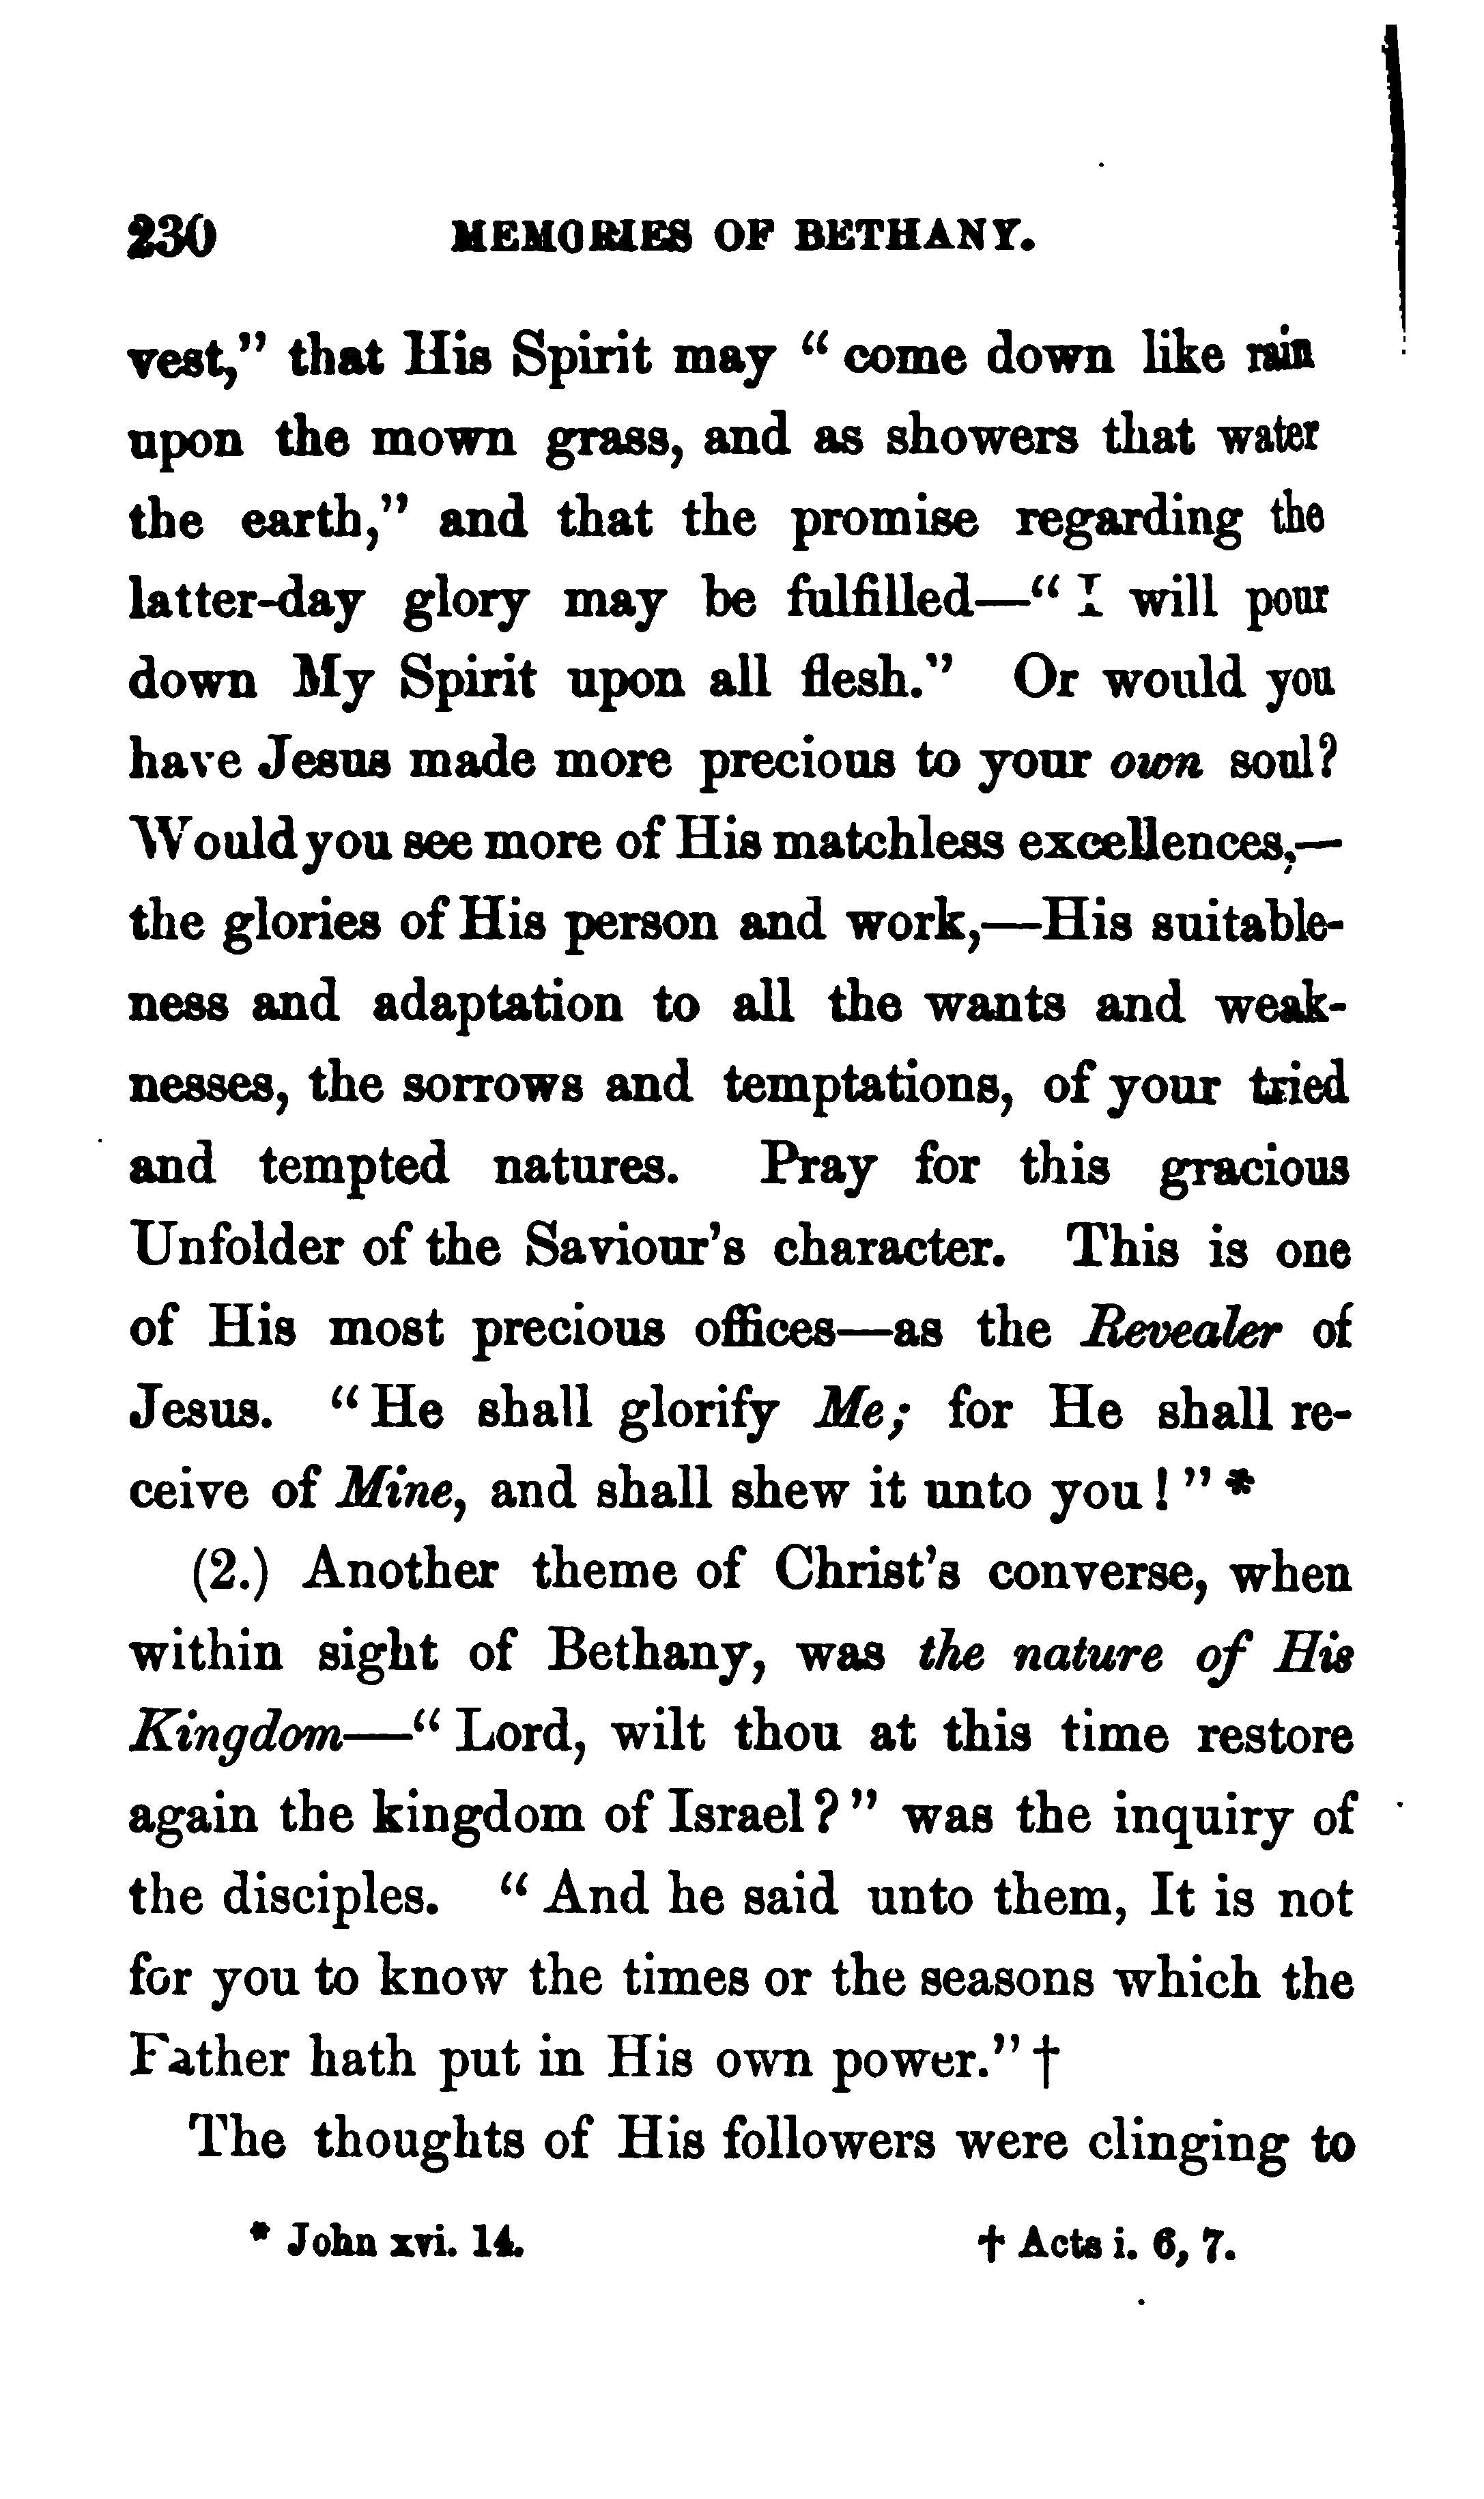 230 MEMORIES OF BETHANY.
vest,” that His Spirit may “ come down like rain
upon the mown grass, and as showers that water
the earth,” and that the promise regarding the
latter-day glory may be fulfilled—“ I will pour
down My Spirit upon all flesh.” Or would you
have Jesus made more precious to your own soul?
Would you see more of His matchless excellences,—
the glories of His person and work,—His suitable-
ness and adaptation to all the wants and weak-
nesses, the sorrows and temptations, of your tried
and tempted natures. Pray for this gracious
Unfolder of the Saviour’s character. This is one
of His most precious offices—as the Revealer of
Jesus. “ He shall glorify Me; for He shall re-
ceive of Mine, and shall shew it unto you ! ” *
(2.) Another theme of Christ’s converse, when
within sight of Bethany, was the nature of His
Kingdom—“ Lord, wilt thou at this time restore
again the kingdom of Israel ? ” was the inquiry of
the disciples. “ And he said unto them, It is not
for you to know the times or the seasons which the
Father hath put in His own power.” †
The thoughts of His followers were clinging to
* John xvi. 14. † Acts i. 6, 7.